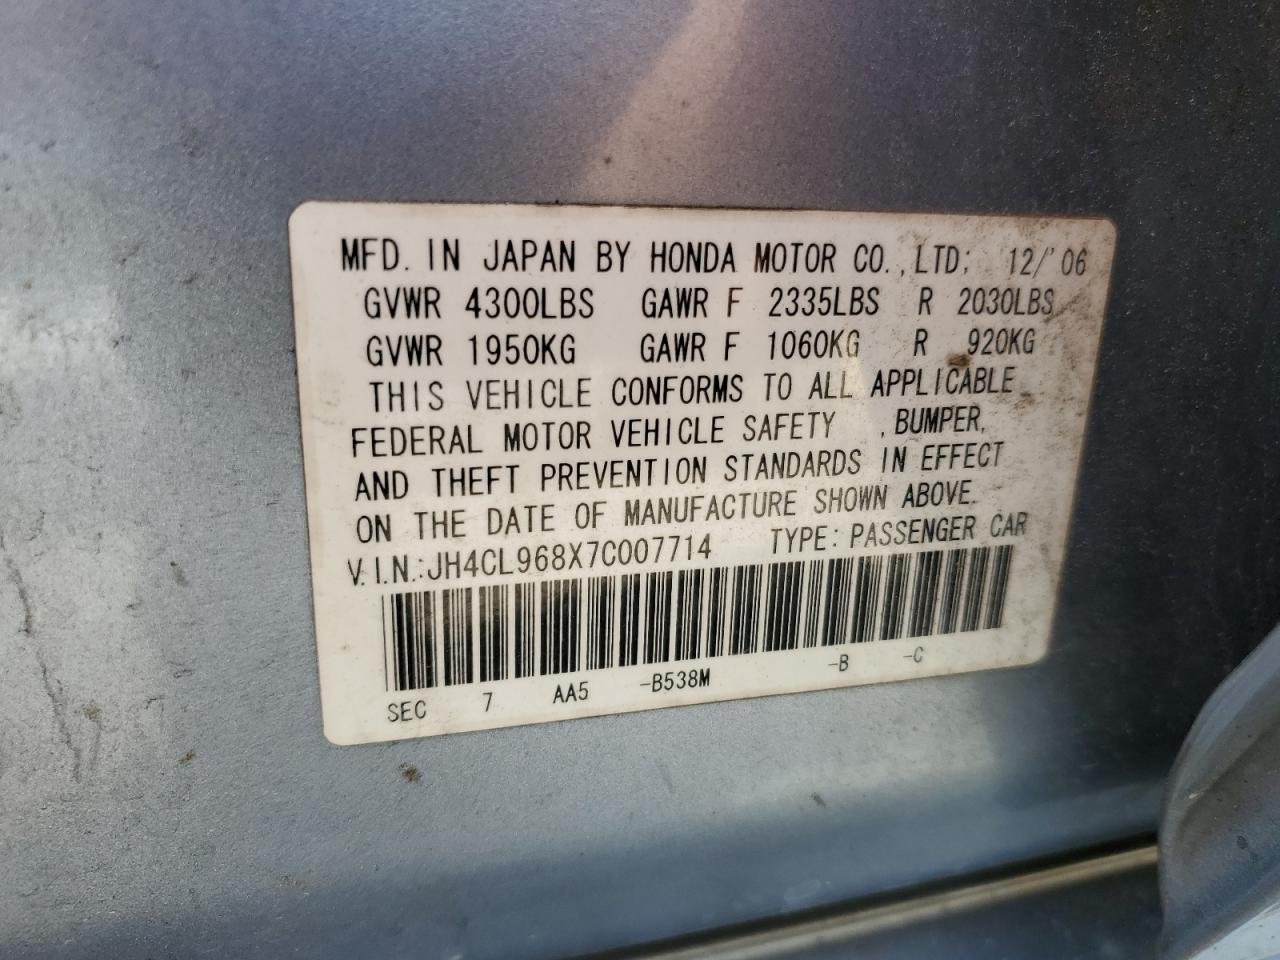 MFD. IN JAPAN BY HONDA MOTOR CO., LTD; 12/'06
GVWR 4300LBS GAWR F 2335LBS R 2030LBS
GVWR 1950KG GAWR F 1060KG R 920KG
THIS VEHICLE CONFORMS TO ALL APPLICABLE
FEDERAL MOTOR VEHICLE SAFETY , BUMPER,
AND THEFT PREVENTION STANDARDS IN EFFECT
ON THE DATE OF MANUFACTURE SHOWN ABOVE.
V.I.N.:JH4CL968X7C007714 TYPE: PASSENGER CAR
SEC 7 AA5 -B538M -B -C